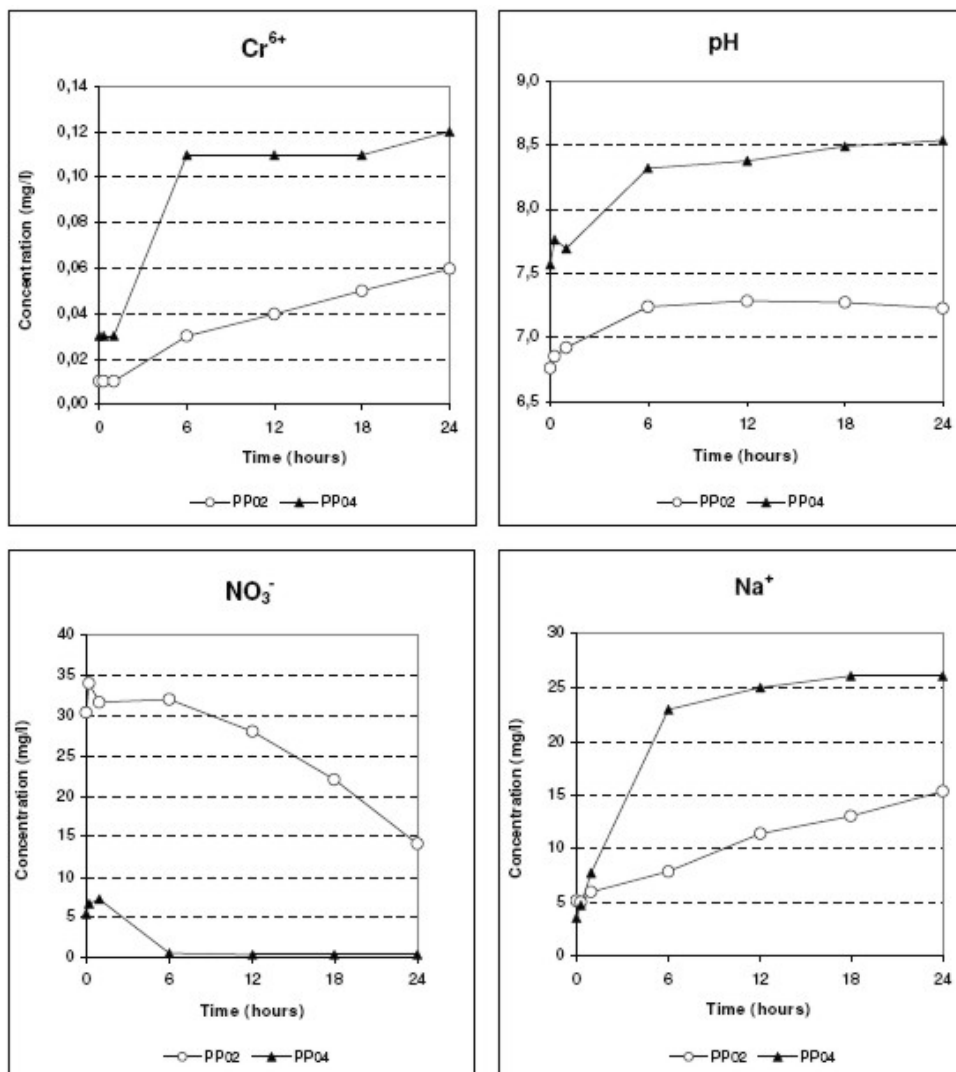 Cr⁶⁺
Concentration (mg/l)
0,14
0,12
0,10
0,08
0,06
0,04
0,02
0,00
0 6 12 18 24
Time (hours)
PP02 PP04
pH
9,0
8,5
8,0
7,5
7,0
6,5
0 6 12 18 24
Time (hours)
PP02 PP04
NO₃⁻
Concentration (mg/l)
40
35
30
25
20
15
10
5
0
0 6 12 18 24
Time (hours)
PP02 PP04
Na⁺
Concentration (mg/l)
30
25
20
15
10
5
0
0 6 12 18 24
Time (hours)
PP02 PP04